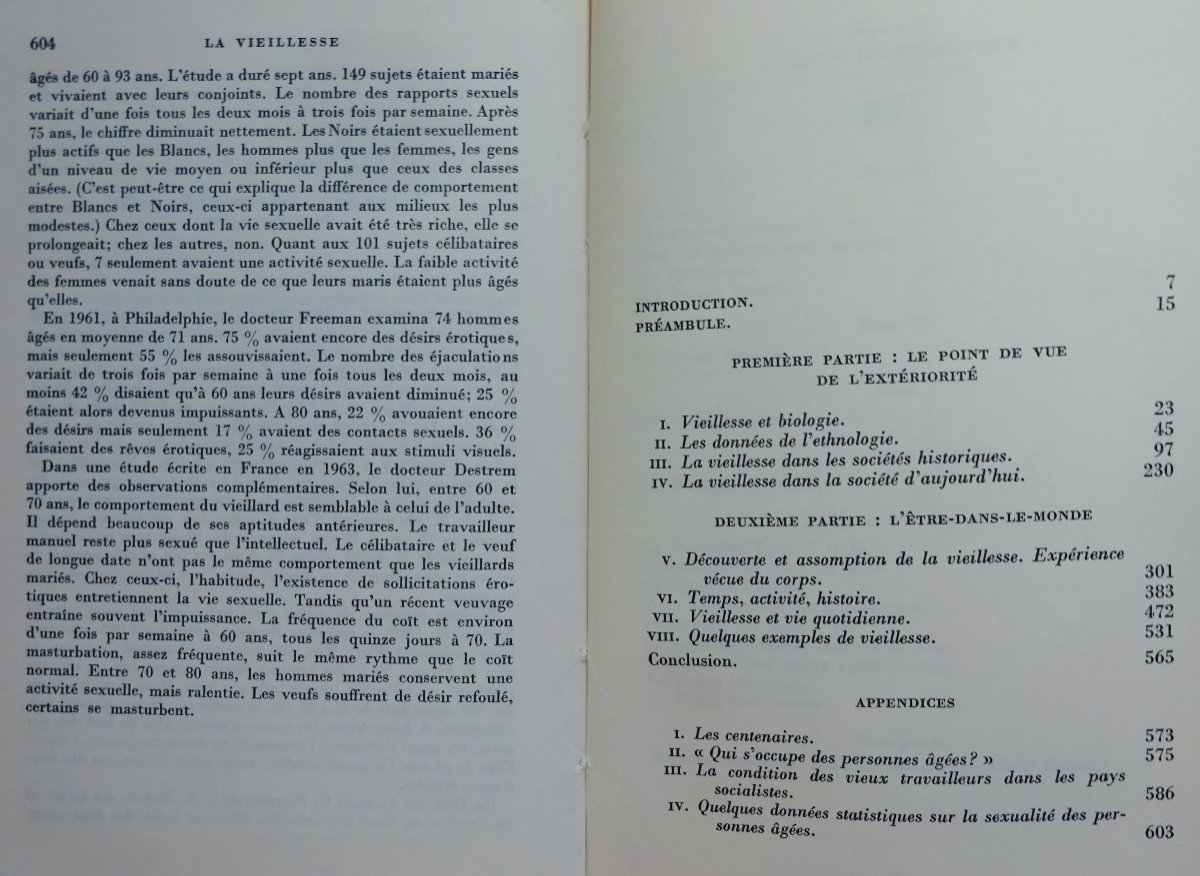 604
LA VIEILLESSE
âgés de 60 à 93 ans. L'étude a duré sept ans. 149 sujets étaient mariés
et vivaient avec leurs conjoints. Le nombre des rapports sexuels
variait d'une fois tous les deux mois à trois fois par semaine. Après
75 ans, le chiffre diminuait nettement. Les Noirs étaient sexuellement
plus actifs que les Blancs, les hommes plus que les femmes, les gens
d'un niveau de vie moyen ou inférieur plus que ceux des classes
aisées. (C'est peut-être ce qui explique la différence de comportement
entre Blancs et Noirs, ceux-ci appartenant aux milieux les plus
modestes.) Chez ceux dont la vie sexuelle avait été très riche, elle se
prolongeait; chez les autres, non. Quant aux 101 sujets célibataires
ou veufs, 7 seulement avaient une activité sexuelle. La faible activité
des femmes venait sans doute de ce que leurs maris étaient plus âgés
qu'elles.
En 1961, à Philadelphie, le docteur Freeman examina 74 hommes
âgés en moyenne de 71 ans. 75 % avaient encore des désirs érotiques,
mais seulement 55 % les assouvissaient. Le nombre des éjaculations
variait de trois fois par semaine à une fois tous les deux mois, au
moins 42 % disaient qu'à 60 ans leurs désirs avaient diminué; 25 %
étaient alors devenus impuissants. A 80 ans, 22 % avouaient encore
des désirs mais seulement 17 % avaient des contacts sexuels. 36 %
faisaient des rêves érotiques, 25 % réagissaient aux stimuli visuels.
Dans une étude écrite en France en 1963, le docteur Destrem
apporte des observations complémentaires. Selon lui, entre 60 et
70 ans, le comportement du vieillard est semblable à celui de l'adulte.
Il dépend beaucoup de ses aptitudes antérieures. Le travailleur
manuel reste plus sexué que l'intellectuel. Le célibataire et le veuf
de longue date n'ont pas le même comportement que les vieillards
mariés. Chez ceux-ci, l'habitude, l'existence de sollicitations éro-
tiques entretiennent la vie sexuelle. Tandis qu'un récent veuvage
entraîne souvent l'impuissance. La fréquence du coït est environ
d'une fois par semaine à 60 ans, tous les quinze jours à 70. La
masturbation, assez fréquente, suit le même rythme que le coït
normal. Entre 70 et 80 ans, les hommes mariés conservent une
activité sexuelle, mais ralentie. Les veufs souffrent de désir refoulé,
certains se masturbent.
INTRODUCTION. 7
PRÉAMBULE. 15
PREMIÈRE PARTIE : LE POINT DE VUE
DE L'EXTÉRIORITÉ
I. Vieillesse et biologie. 23
II. Les données de l'ethnologie. 45
III. La vieillesse dans les sociétés historiques. 97
IV. La vieillesse dans la société d'aujourd'hui. 230
DEUXIÈME PARTIE : L'ÊTRE-DANS-LE-MONDE
V. Découverte et assomption de la vieillesse. Expérience
vécue du corps. 301
VI. Temps, activité, histoire. 383
VII. Vieillesse et vie quotidienne. 472
VIII. Quelques exemples de vieillesse. 531
Conclusion. 565
APPENDICES
I. Les centenaires. 573
II. « Qui s'occupe des personnes âgées? » 575
III. La condition des vieux travailleurs dans les pays
socialistes. 586
IV. Quelques données statistiques sur la sexualité des per-
sonnes âgées. 603